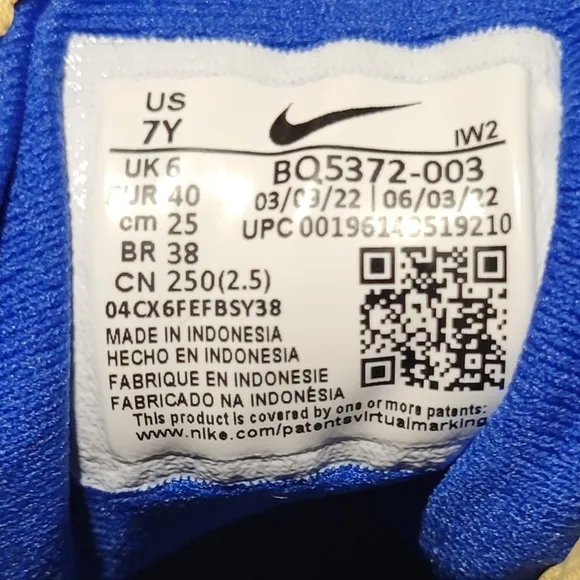 US
7Y
IW2
UK 6
EUR 40
cm 25
BR 38
CN 250(2.5)
BQ5372-003
03/03/22 | 06/03/22
UPC
04CX6FEFBSY38
MADE IN INDONESIA
HECHO EN INDONESIA
FABRIQUE EN INDONESIE
FABRICADO NA INDONÉSIA
This product is covered by one or more patents:
www.nike.com/patentsvirtualmarking